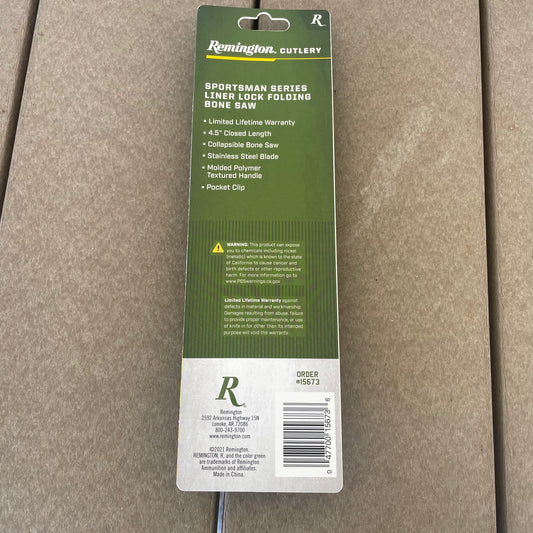 R
Remington. CUTLERY
SPORTSMAN SERIES
LINER LOCK FOLDING
BONE SAW
• Limited Lifetime Warranty
• 4.5" Closed Length
• Collapsible Bone Saw
• Stainless Steel Blade
• Molded Polymer
Textured Handle
• Pocket Clip
WARNING: This product can expose
you to chemicals including nickel
(metallic) which is known to the state
of California to cause cancer and
birth defects or other reproductive
harm. For more information go to
www.P65warnings.ca.gov
Limited Lifetime Warranty against
defects in material and workmanship.
Damages resulting from abuse, failure
to provide proper maintenance, or use
of knife in for other than its intended
purpose will void the warranty.
R
ORDER
#15673
Remington
2592 Arkansas Highway 15N
Lonoke, AR 72086
800-243-9700
www.remington.com
©2021 Remington.
REMINGTON, R, and the color green
are trademarks of Remington
Ammunition and affiliates.
Made in China.
0 47700 15673 6